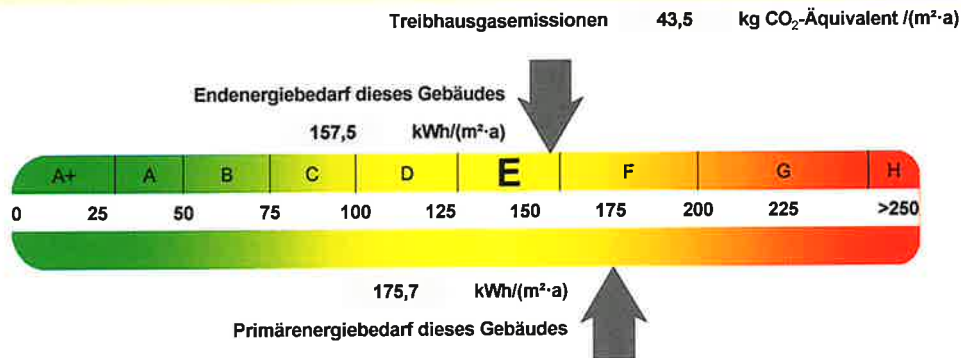 Treibhausgasemissionen 43,5 kg CO₂-Äquivalent /(m²·a)
Endenergiebedarf dieses Gebäudes
157,5 kWh/(m²·a)
A+ A B C D E F G H
0 25 50 75 100 125 150 175 200 225 >250
175,7 kWh/(m²·a)
Primärenergiebedarf dieses Gebäudes